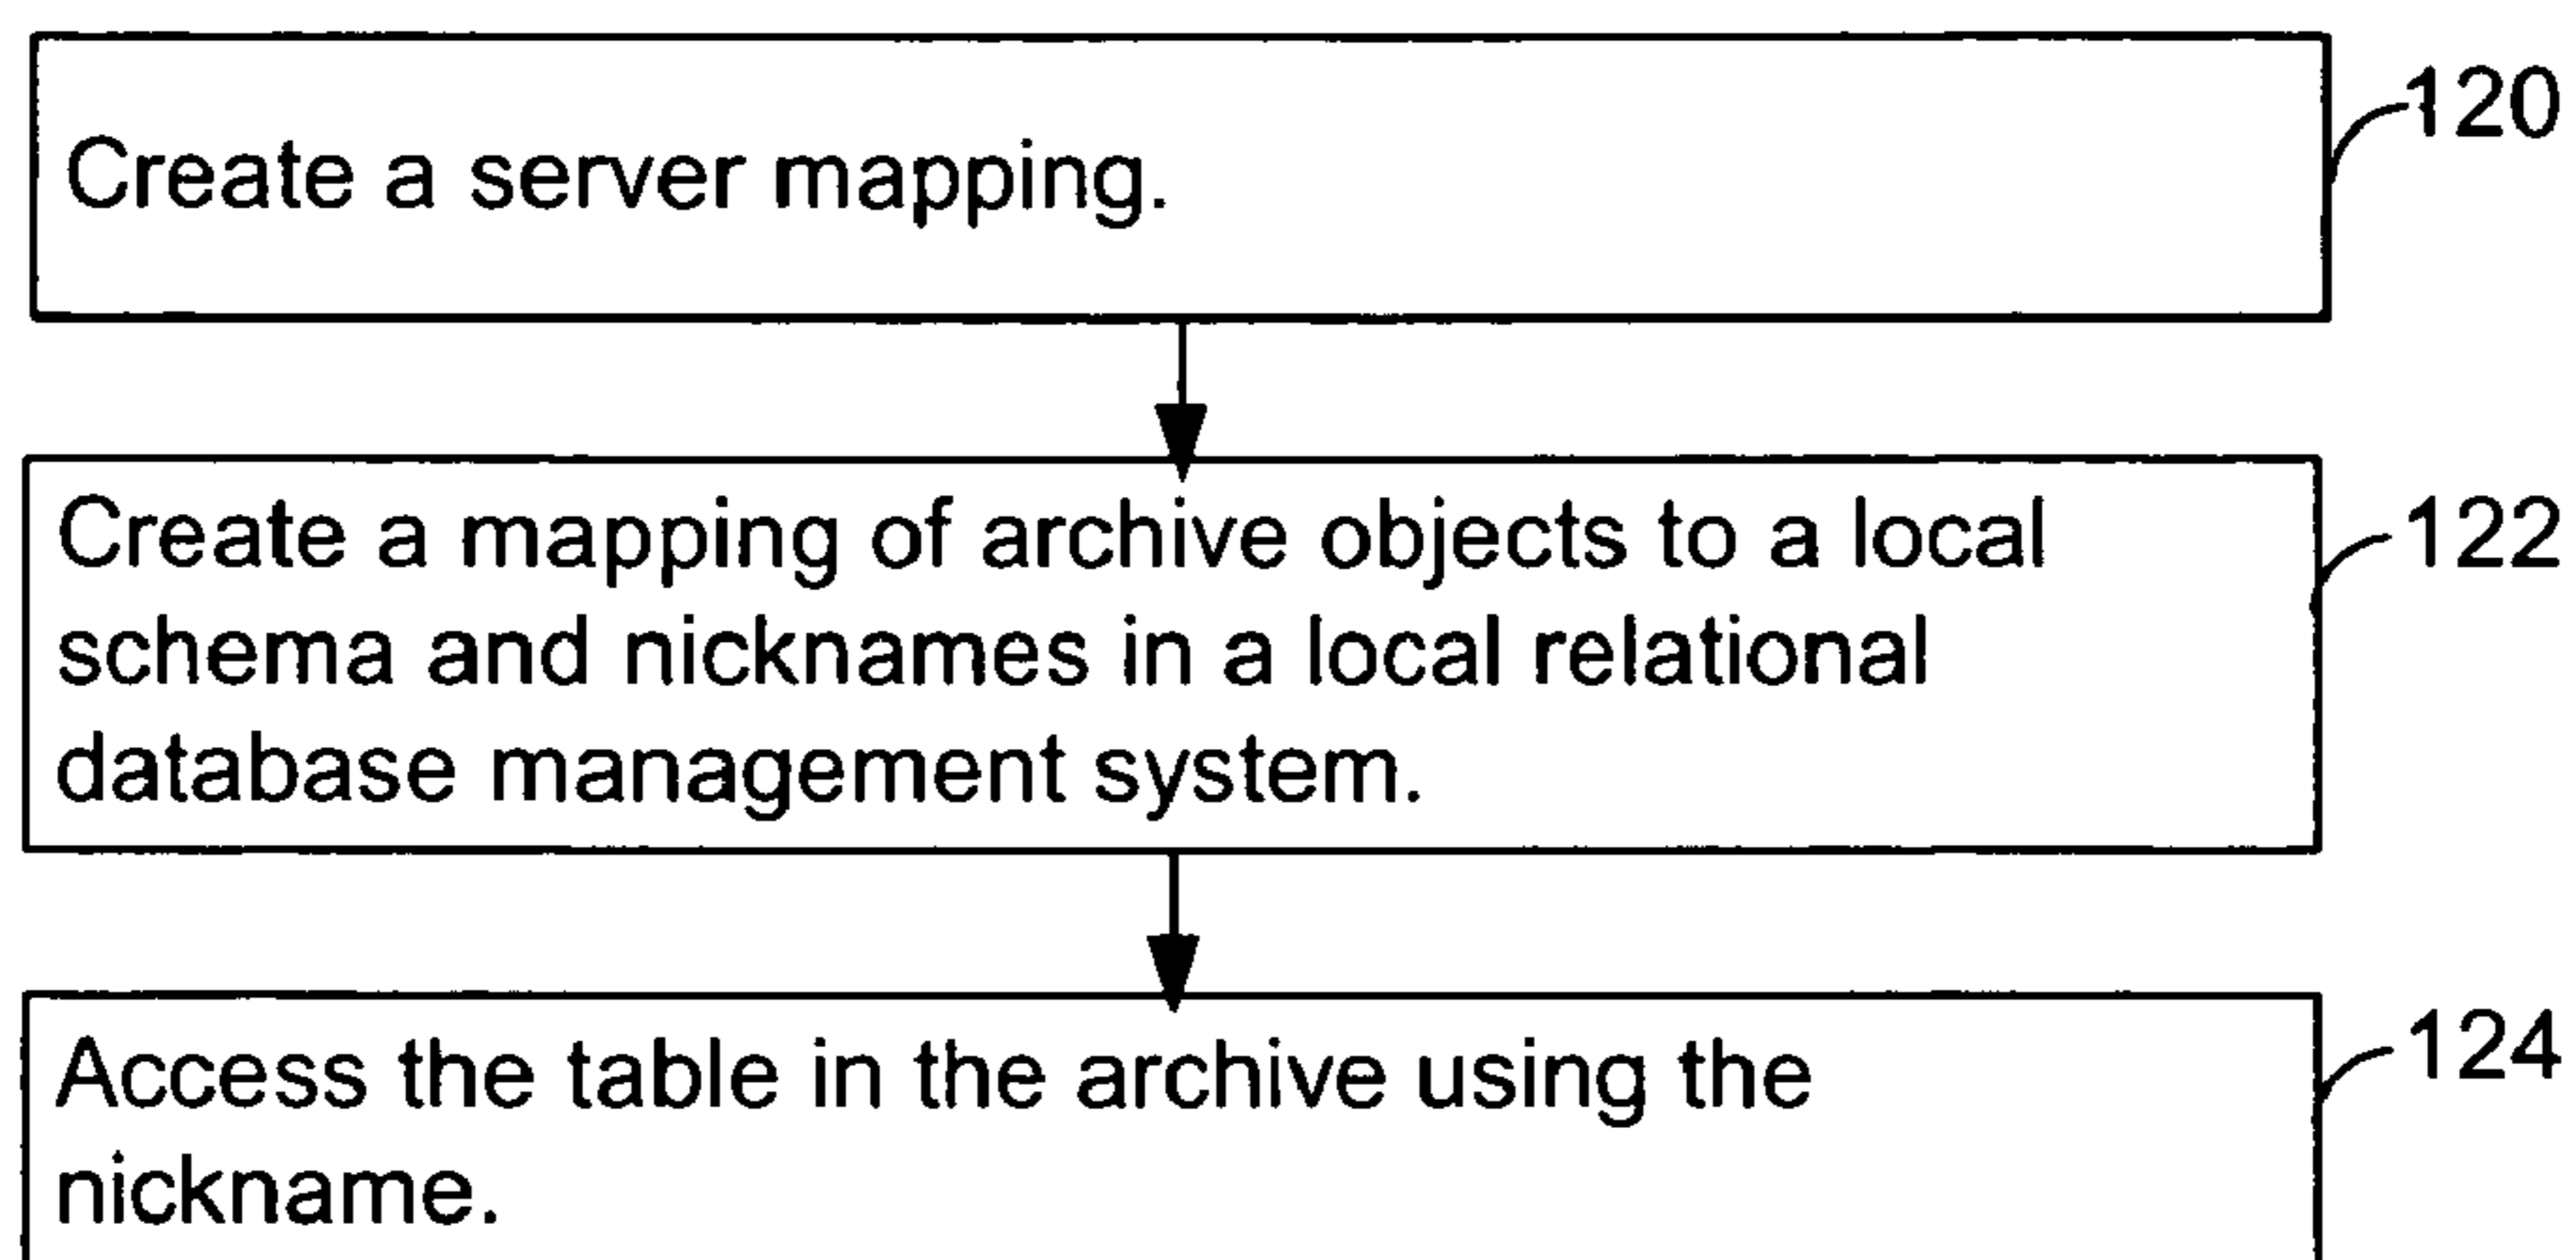 120
Create a server mapping.
122
Create a mapping of archive objects to a local
schema and nicknames in a local relational
database management system.
124
Access the table in the archive using the
nickname.